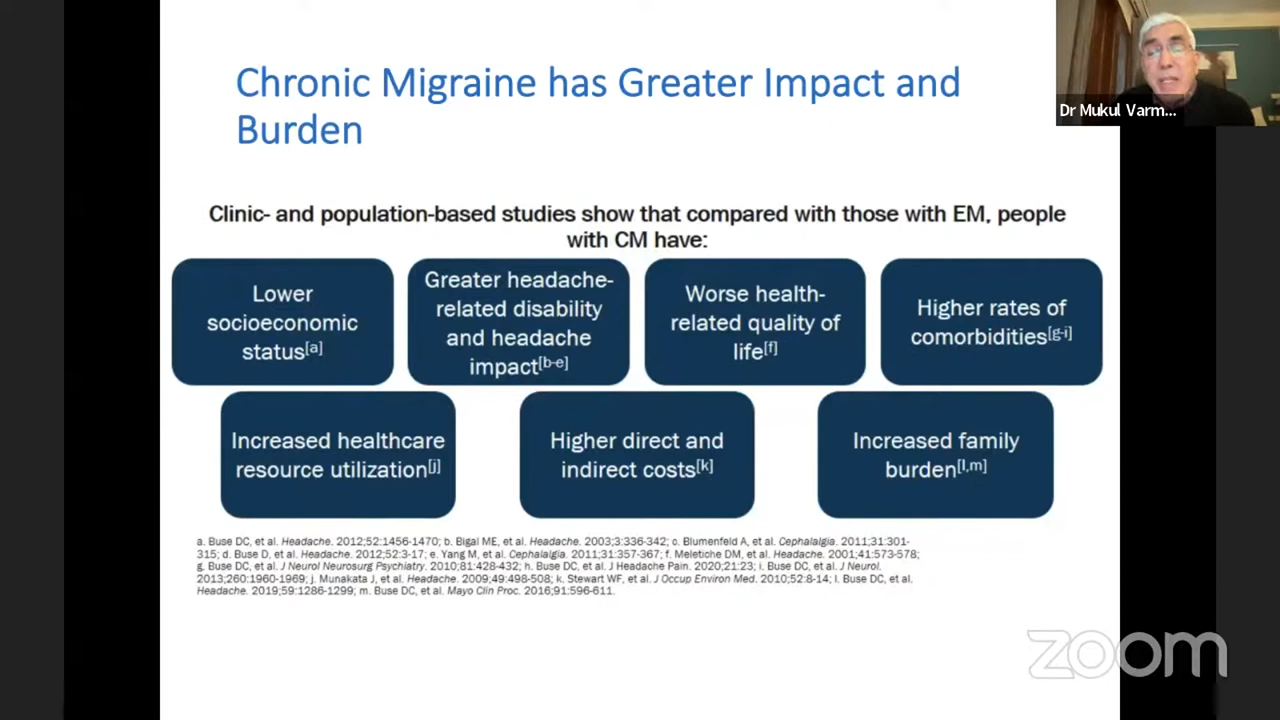 Chronic Migraine has Greater Impact and
Burden
Dr Mukul Varm...
Clinic- and population-based studies show that compared with those with EM, people
with CM have:
Lower
socioeconomic
status[a]
Greater headache-
related disability
and headache
impact[b-e]
Worse health-
related quality of
life[f]
Higher rates of
comorbidities[g-i]
Increased healthcare
resource utilization[j]
Higher direct and
indirect costs[k]
Increased family
burden[l,m]
a. Buse DC, et al. Headache. 2012;52:1456-1470; b. Bigal ME, et al. Headache. 2003;3:336-342; c. Blumenfeld A, et al. Cephalalgia. 2011;31:301-
315; d. Buse D, et al. Headache. 2012;52:3-17; e. Yang M, et al. Cephalalgia. 2011;31:357-367; f. Meletiche DM, et al. Headache. 2001;41:573-578;
g. Buse DC, et al. J Neurol Neurosurg Psychiatry. 2010;81:428-432; h. Buse DC, et al. J Headache Pain. 2020;21:23; i. Buse DC, et al. J Neurol.
2013;260:1960-1969; j. Munakata J, et al. Headache. 2009;49:498-508; k. Stewart WF, et al. J Occup Environ Med. 2010;52:8-14; l. Buse DC, et al.
Headache. 2019;59:1286-1299; m. Buse DC, et al. Mayo Clin Proc. 2016;91:596-611.
zoom